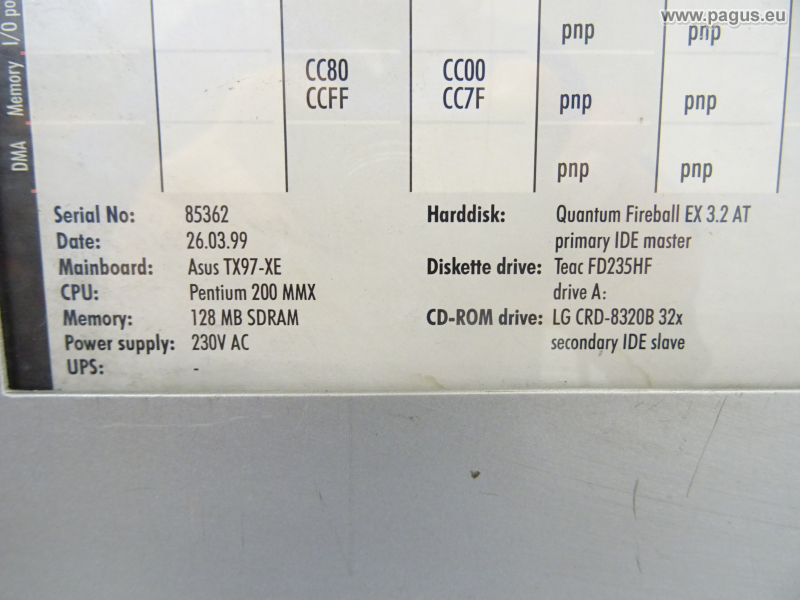 www.pagus.eu
I/O po
pnp pnp
Memory
CC80 CC00
CCFF CC7F pnp pnp
DMA
pnp pnp
Serial No: 85362
Date: 26.03.99
Mainboard: Asus TX97-XE
CPU: Pentium 200 MMX
Memory: 128 MB SDRAM
Power supply: 230V AC
UPS: -
Harddisk: Quantum Fireball EX 3.2 AT
primary IDE master
Diskette drive: Teac FD235HF
drive A:
CD-ROM drive: LG CRD-8320B 32x
secondary IDE slave